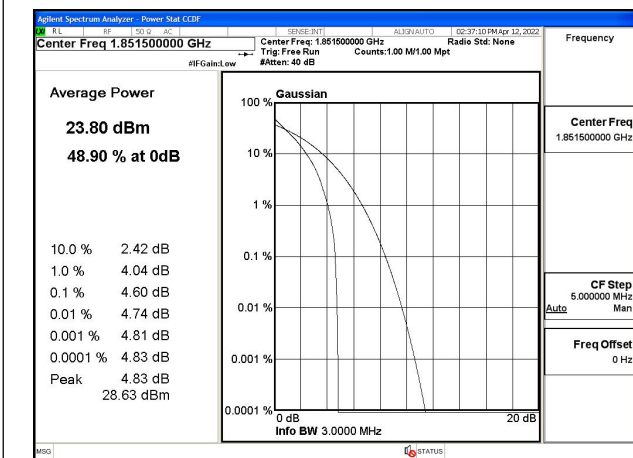 Agilent Spectrum Analyzer - Power Stat CCDF
RL RF 50 Ω AC SENSE:INT ALIGNAUTO 02:37:10 PM Apr 12, 2022
Center Freq 1.851500000 GHz
Center Freq: 1.851500000 GHz Radio Std: None
Trig: Free Run Counts:1.00 M/1.00 Mpt
#IFGain:Low #Atten: 40 dB
Frequency
Average Power
23.80 dBm
48.90 % at 0dB
10.0 % 2.42 dB
1.0 % 4.04 dB
0.1 % 4.60 dB
0.01 % 4.74 dB
0.001 % 4.81 dB
0.0001 % 4.83 dB
Peak 4.83 dB
28.63 dBm
Gaussian
100 %
10 %
1 %
0.1 %
0.01 %
0.001 %
0.0001 %
0 dB 20 dB
Info BW 3.0000 MHz
Center Freq
1.851500000 GHz
CF Step
5.000000 MHz
Auto Man
Freq Offset
0 Hz
MSG STATUS